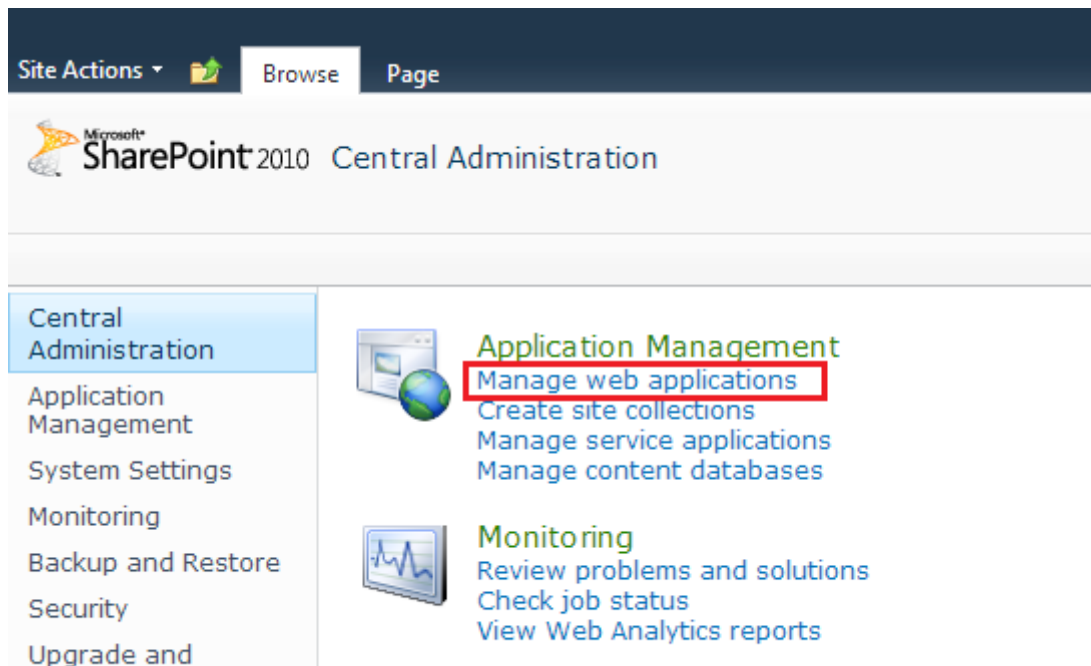 Site Actions Browse Page
Microsoft®
SharePoint 2010 Central Administration
Central
Administration
Application
Management
System Settings
Monitoring
Backup and Restore
Security
Upgrade and
Application Management
Manage web applications
Create site collections
Manage service applications
Manage content databases
Monitoring
Review problems and solutions
Check job status
View Web Analytics reports